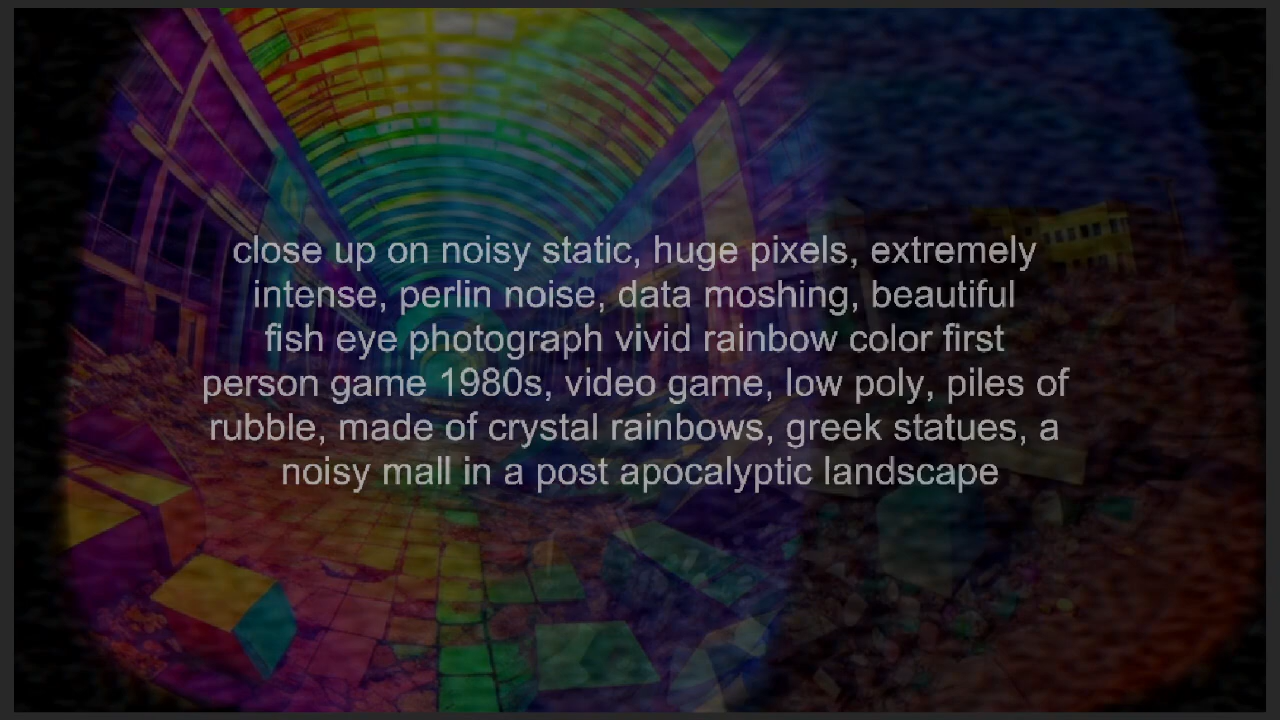 close up on noisy static, huge pixels, extremely
intense, perlin noise, data moshing, beautiful
fish eye photograph vivid rainbow color first
person game 1980s, video game, low poly, piles of
rubble, made of crystal rainbows, greek statues, a
noisy mall in a post apocalyptic landscape